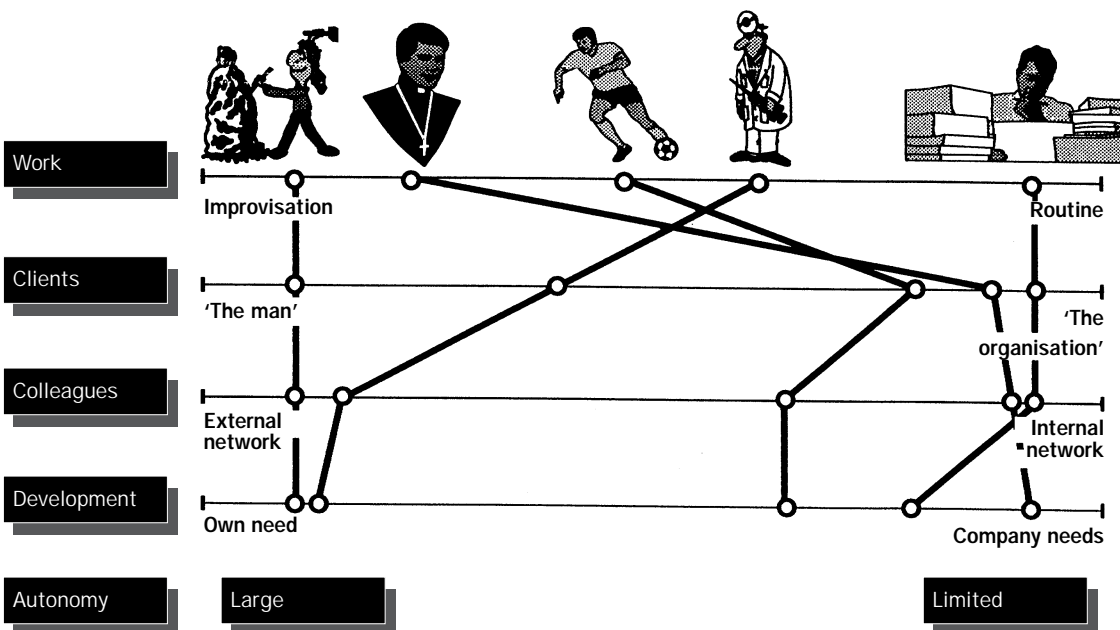 Work
Improvisation
Routine
Clients
‘The man’
‘The
organisation’
Colleagues
External
network
Internal
network
Development
Own need
Company needs
Autonomy
Large
Limited